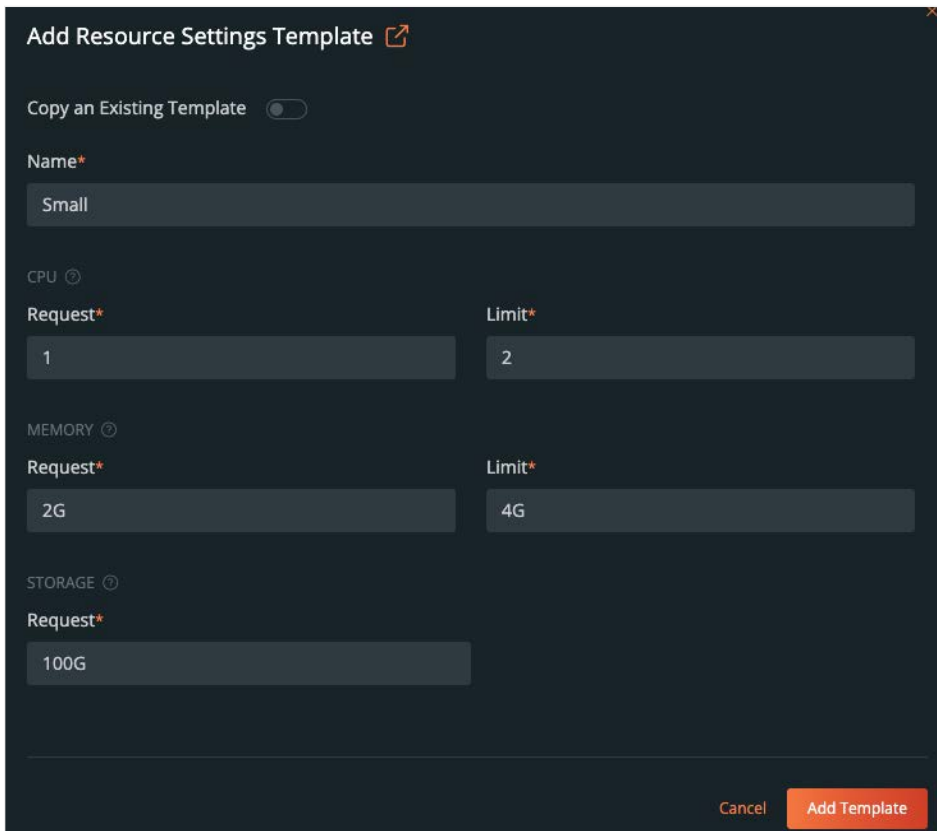 Add Resource Settings Template
Copy an Existing Template
Name*
Small
CPU ?
Request* Limit*
1 2
MEMORY ?
Request* Limit*
2G 4G
STORAGE ?
Request*
100G
Cancel Add Template